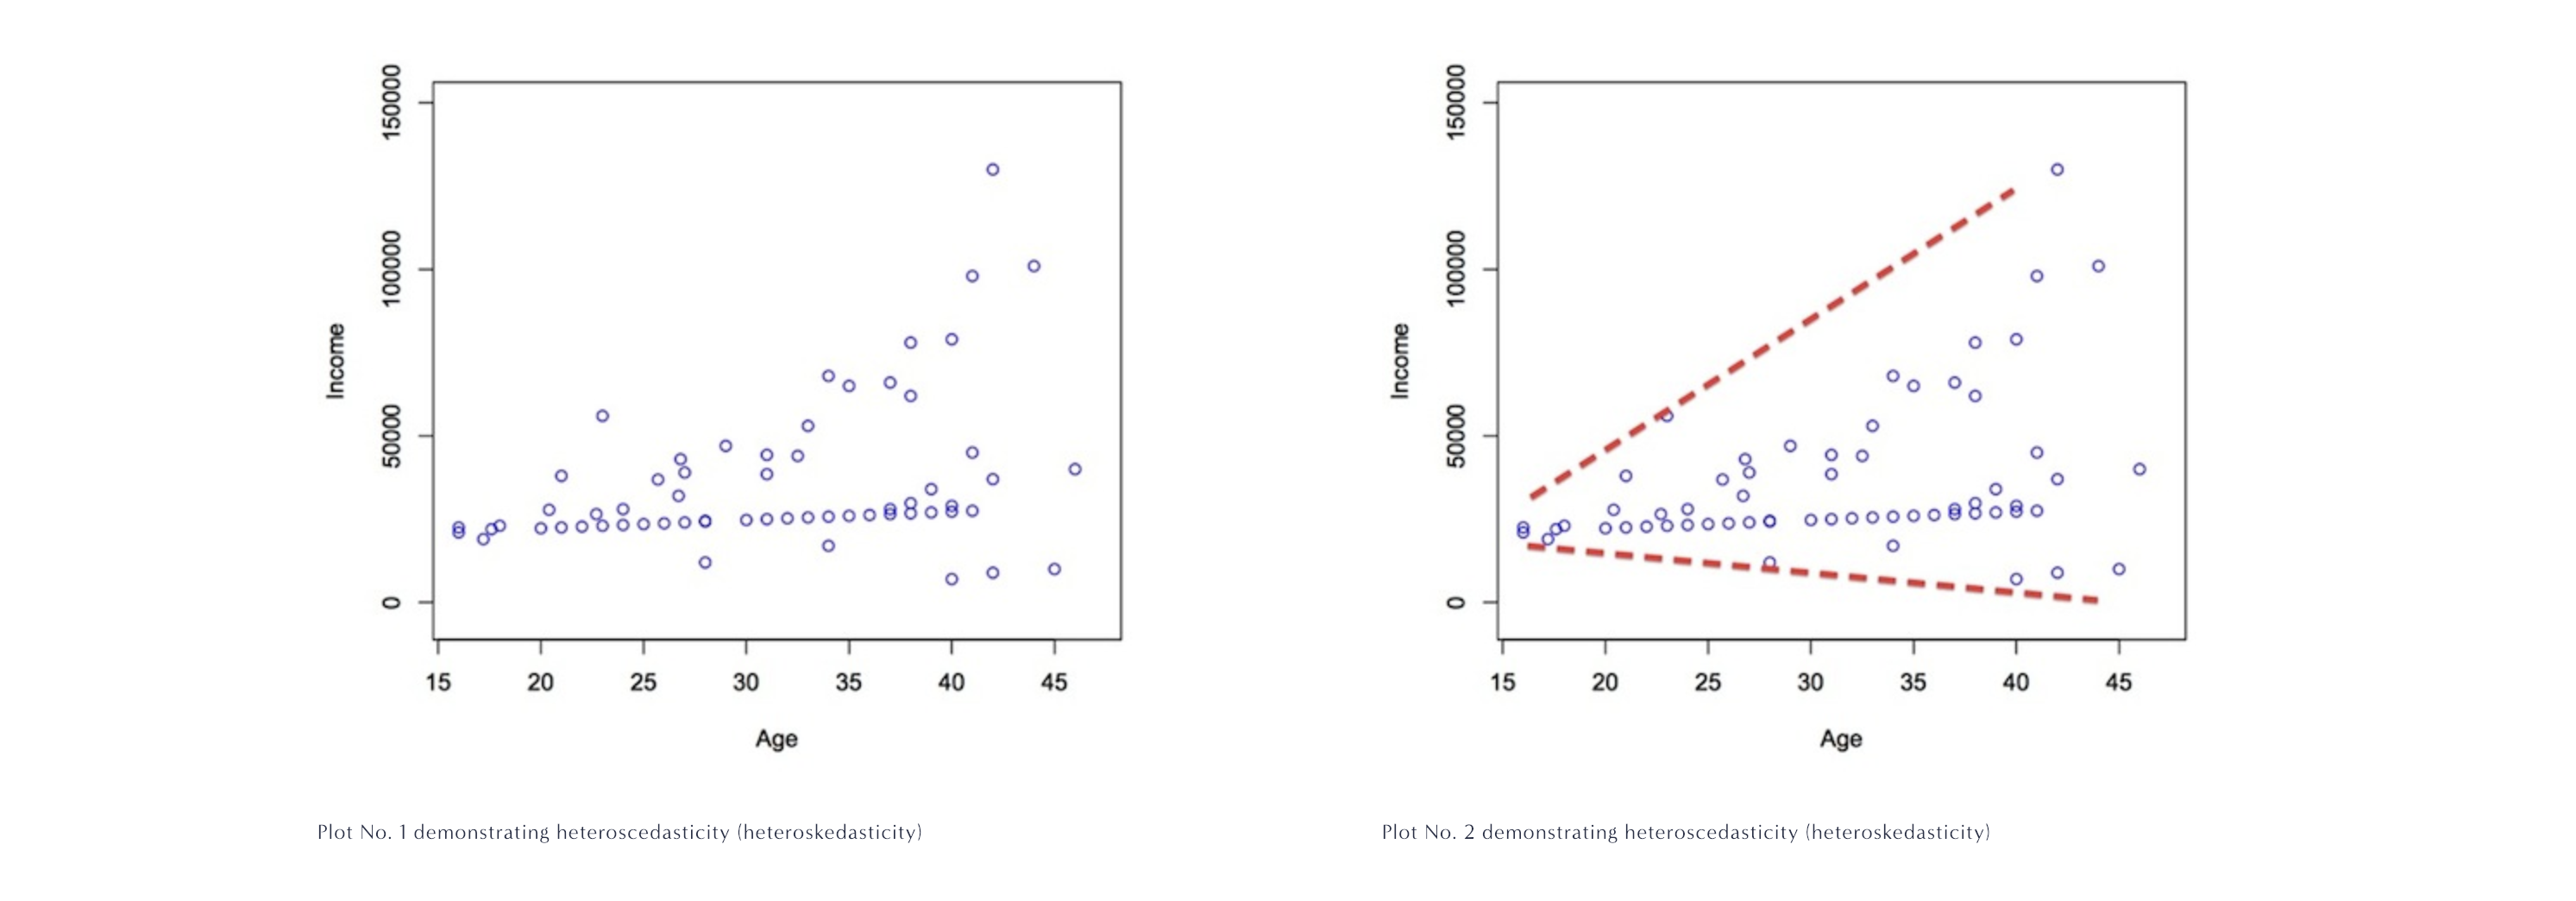 150000
100000
50000
0
Income
15 20 25 30 35 40 45
Age
Plot No. 1 demonstrating heteroscedasticity (heteroskedasticity)
150000
100000
50000
0
Income
15 20 25 30 35 40 45
Age
Plot No. 2 demonstrating heteroscedasticity (heteroskedasticity)